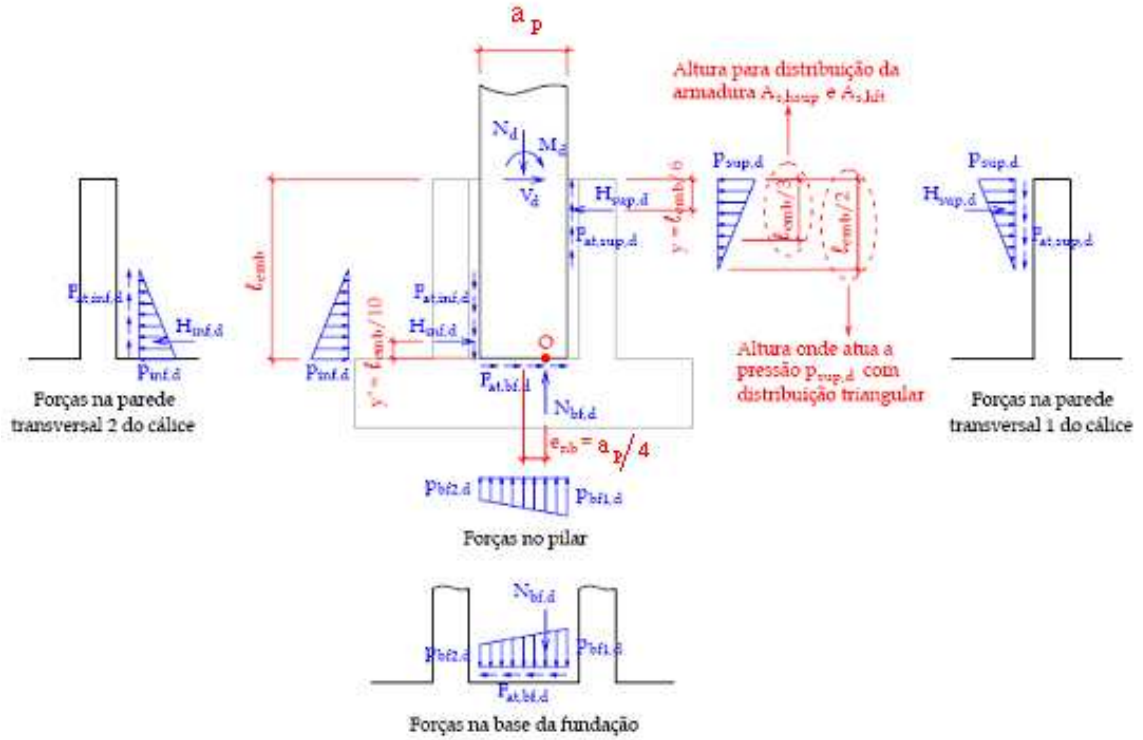 a p
Altura para distribuição da
armadura A s,hsup e A s,hft
N d
M d
V d
y = ℓ emb/6
H sup,d
F at,sup,d
p sup,d
ℓ emb/3
ℓ emb/2
p sup,d
H sup,d
F at,sup,d
ℓ emb
F at,inf,d
H inf,d
p inf,d
p inf,d
F at,inf,d
H inf,d
y' = ℓ emb/10
O
F at,bf,d
N bf,d
e nb = a p/4
Altura onde atua a
pressão p sup,d com
distribuição triangular
Forças na parede
transversal 2 do cálice
Forças na parede
transversal 1 do cálice
p bf2,d
p bf1,d
Forças no pilar
N bf,d
p bf2,d
p bf1,d
F at,bf,d
Forças na base da fundação